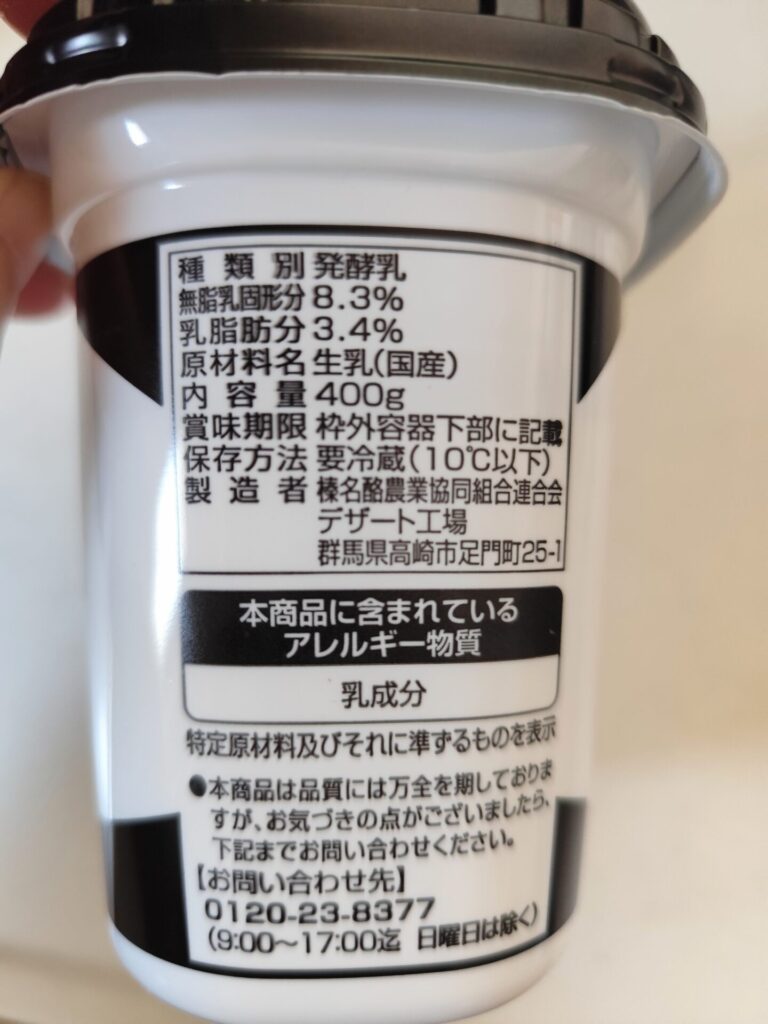 種類別 発酵乳
無脂乳固形分 8.3%
乳脂肪分 3.4%
原材料名 生乳(国産)
内容量 400g
賞味期限 枠外容器下部に記載
保存方法 要冷蔵(10℃以下)
製造者 榛名酪農業協同組合連合会
デザート工場
群馬県高崎市足門町25-1
本商品に含まれている
アレルギー物質
乳成分
特定原材料及びそれに準ずるものを表示
●本商品は品質には万全を期しておりま
すが、お気づきの点がございましたら、
下記までお問い合わせください。
【お問い合わせ先】
0120-23-8377
(9:00〜17:00迄 日曜日は除く)